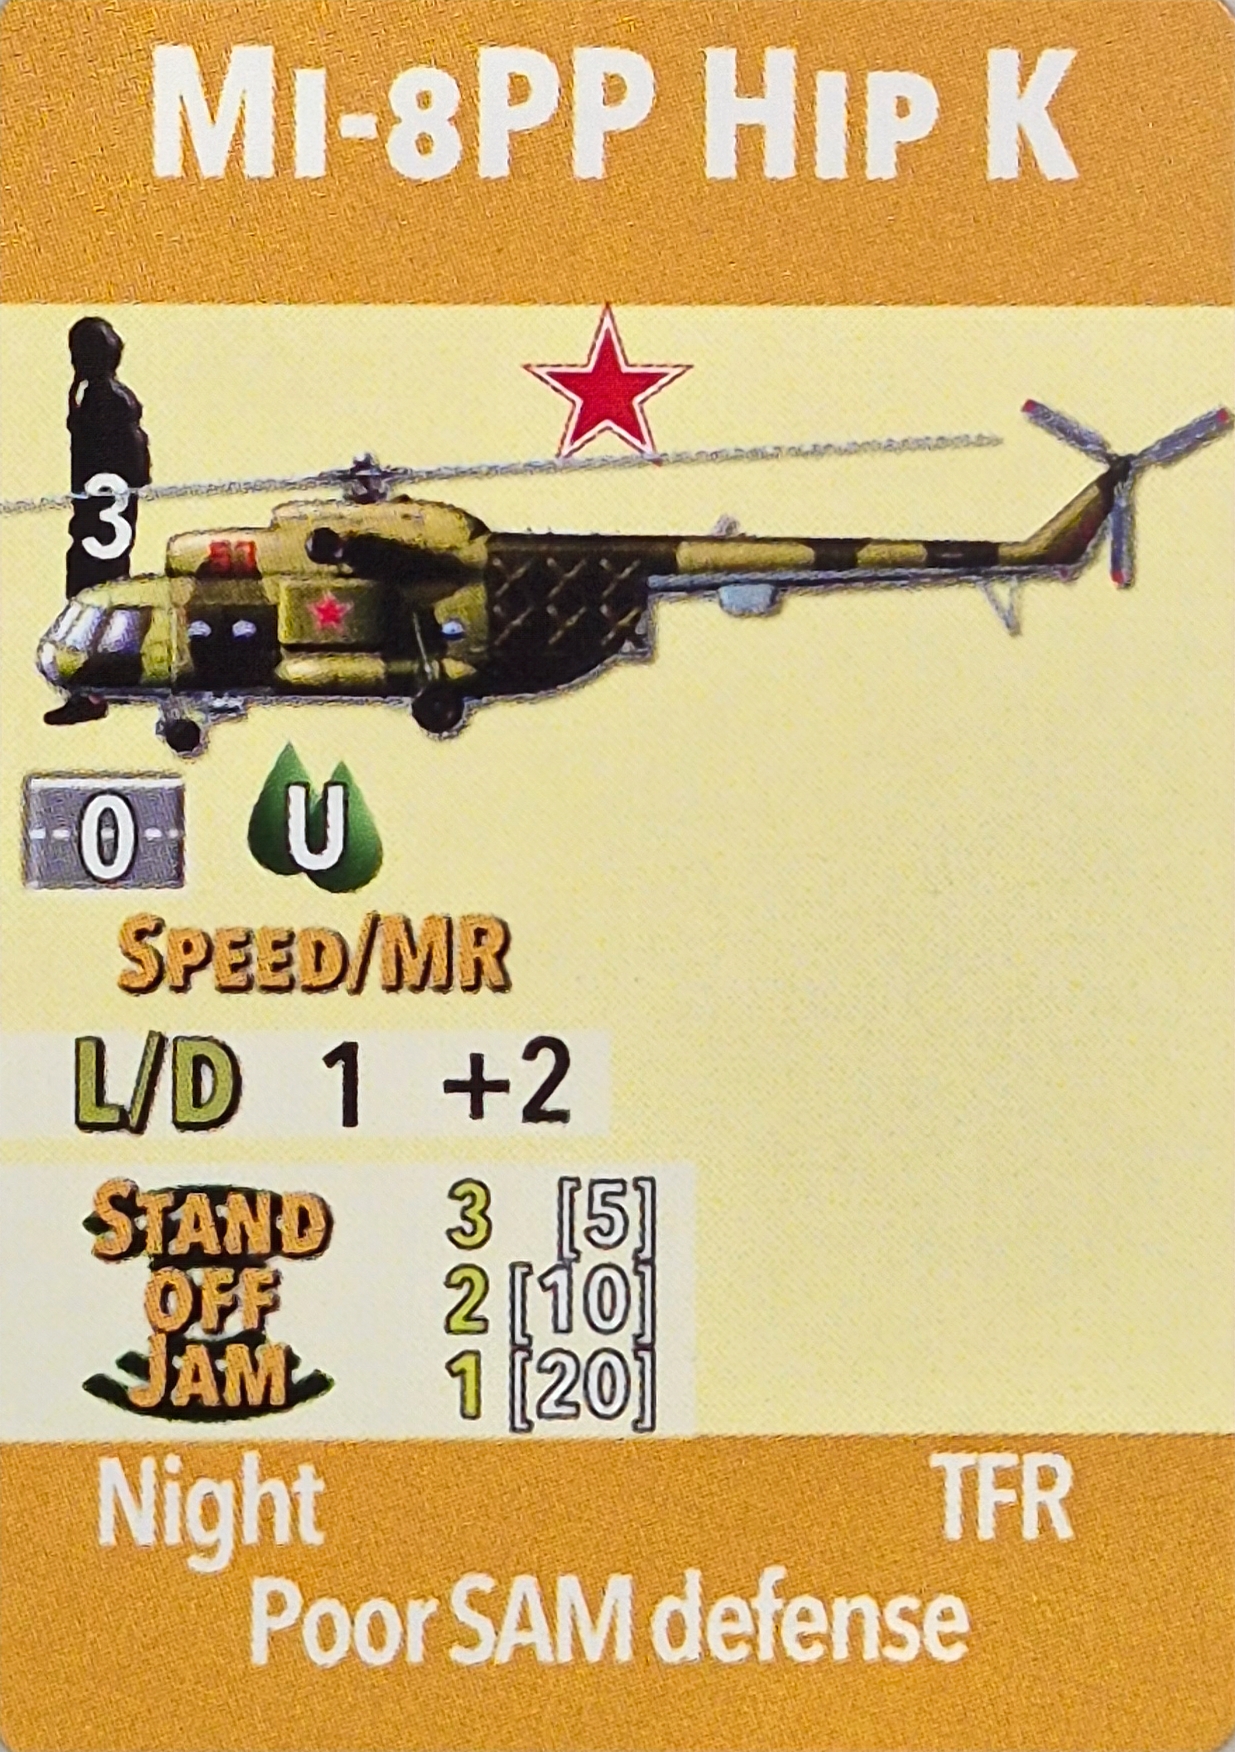 Mi-8PP Hip K
3
51
0 U
Speed/MR
L/D 1 +2
Stand 3 [5]
Off 2 [10]
Jam 1 [20]
Night TFR
Poor SAM defense